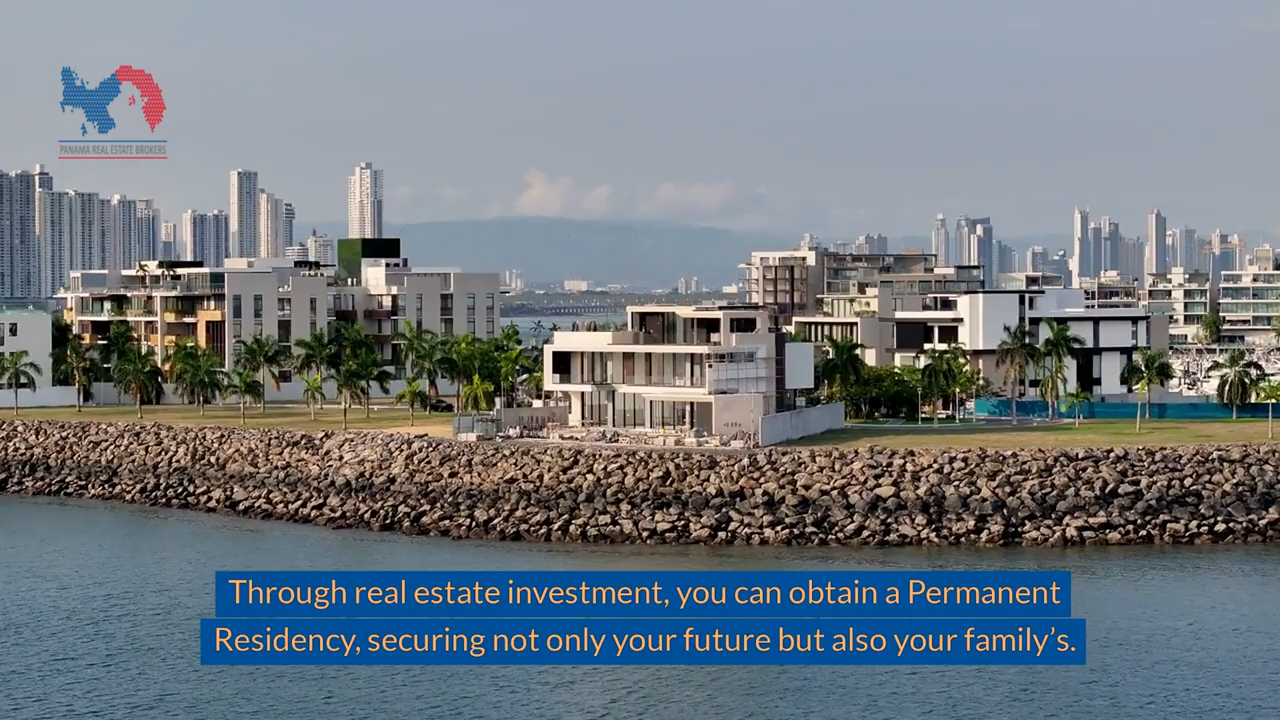 PANAMA REAL ESTATE BROKERS
Through real estate investment, you can obtain a Permanent
Residency, securing not only your future but also your family’s.